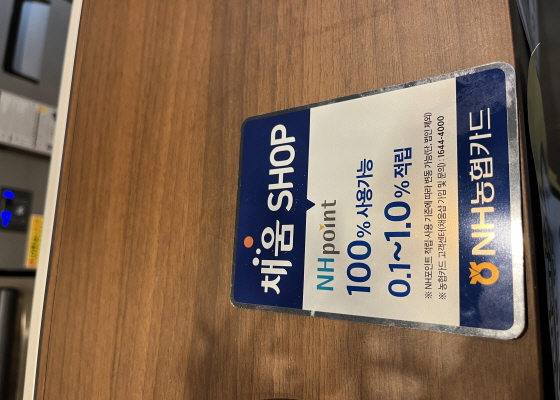 채움 SHOP
NHpoint
100% 사용가능
0.1~1.0% 적립
※ NH포인트 적립·사용 기준에 따라 변동 가능(단, 법인 제외)
※ 농협카드 고객센터(채움샵 가입 및 문의) : 1644-4000
NH농협카드